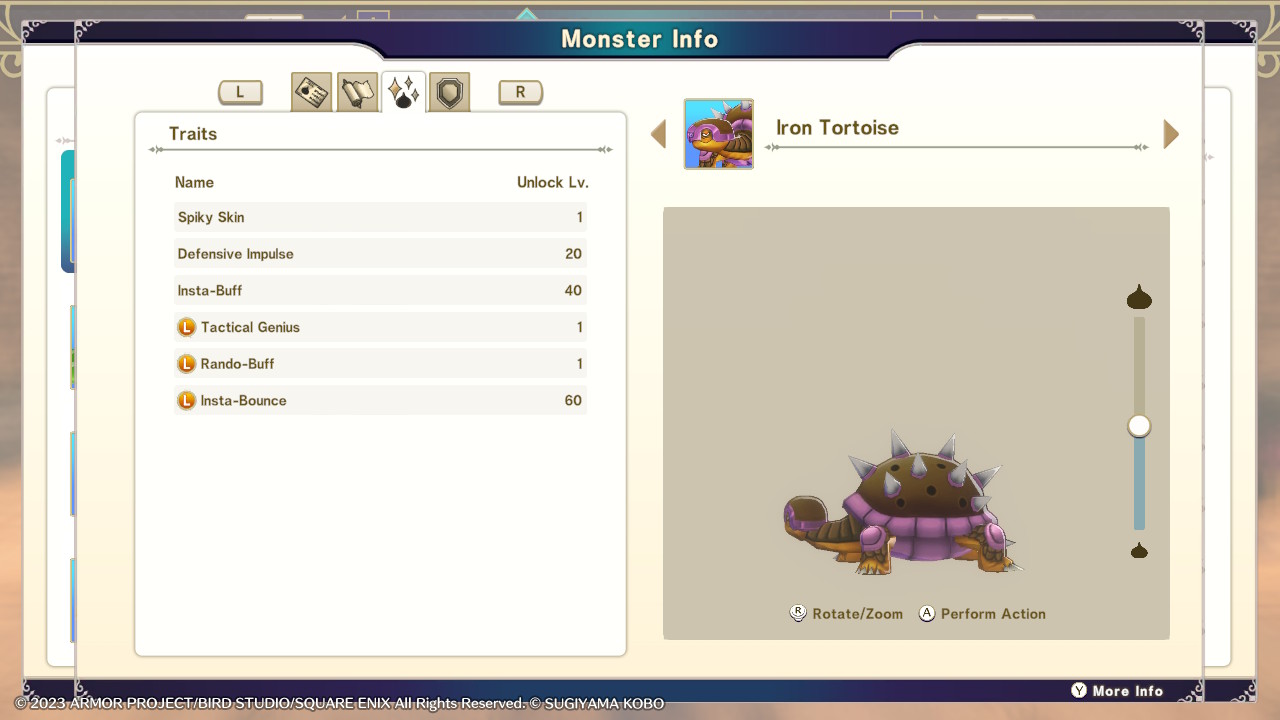 Monster Info
L
R
Traits
Name Unlock Lv.
Spiky Skin 1
Defensive Impulse 20
Insta-Buff 40
L Tactical Genius 1
L Rando-Buff 1
L Insta-Bounce 60
Iron Tortoise
R Rotate/Zoom A Perform Action
Y More Info
© 2023 ARMOR PROJECT/BIRD STUDIO/SQUARE ENIX All Rights Reserved. © SUGIYAMA KOBO